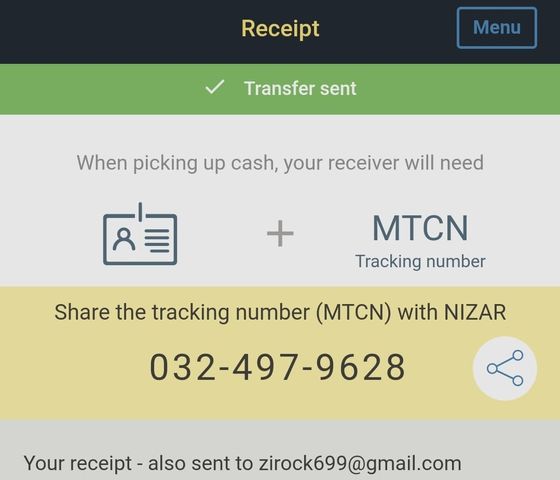 Receipt
Menu
Transfer sent
When picking up cash, your receiver will need
MTCN
Tracking number
Share the tracking number (MTCN) with NIZAR
032-497-9628
Your receipt - also sent to zirock699@gmail.com